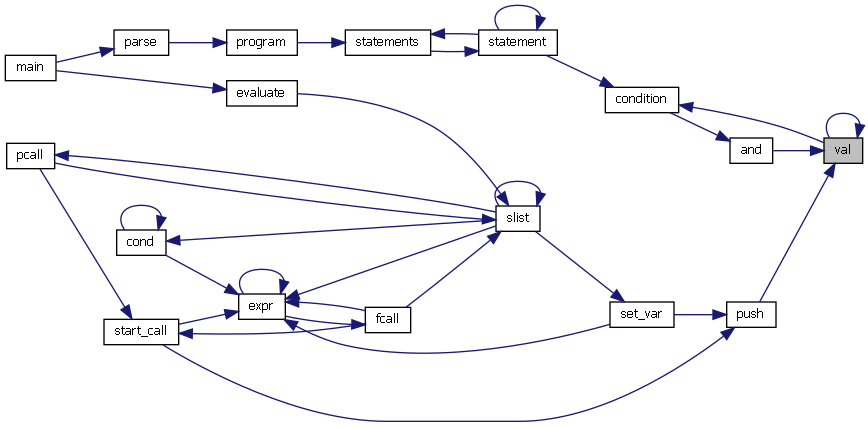 parse
program
statements
statement
main
evaluate
condition
and
val
pcall
slist
cond
expr
fcall
set_var
push
start_call